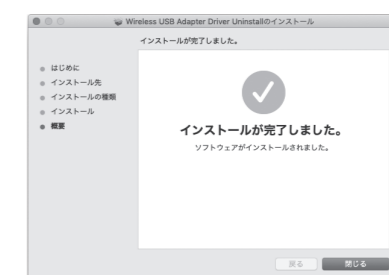 Wireless USB Adapter Driver Uninstallのインストール
インストールが完了しました。
はじめに
インストール先
インストールの種類
インストール
概要
インストールが完了しました。
ソフトウェアがインストールされました。
戻る
閉じる